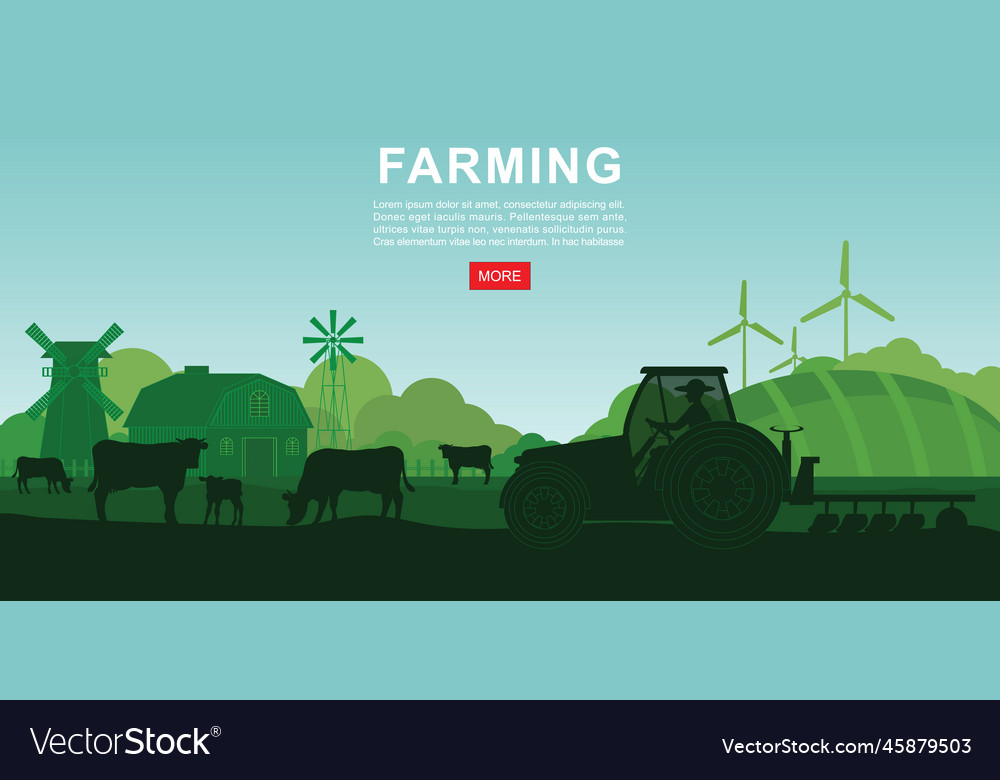 FARMING
Lorem ipsum dolor sit amet, consectetur adipiscing elit.
Donec eget iaculis mauris. Pellentesque sem ante,
ultrices vitae turpis non, venenatis sollicitudin purus.
Cras elementum vitae leo nec interdum. In hac habitasse
MORE
VectorStock®
VectorStock.com/45879503